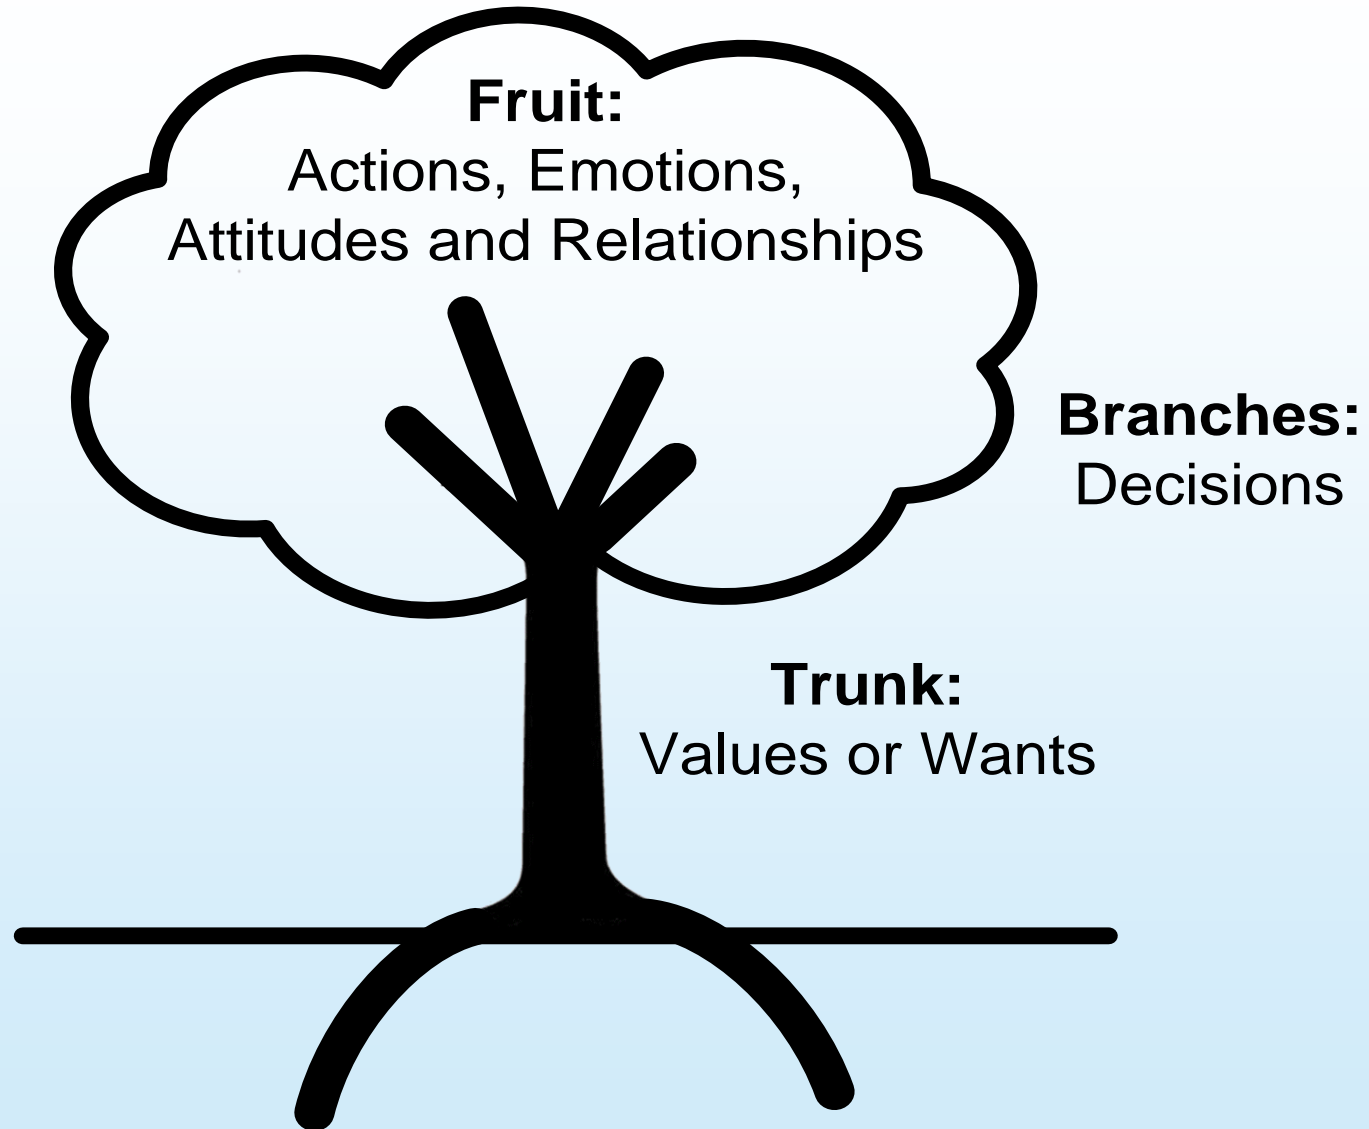 Fruit:
Actions, Emotions,
Attitudes and Relationships
Branches:
Decisions
Trunk:
Values or Wants